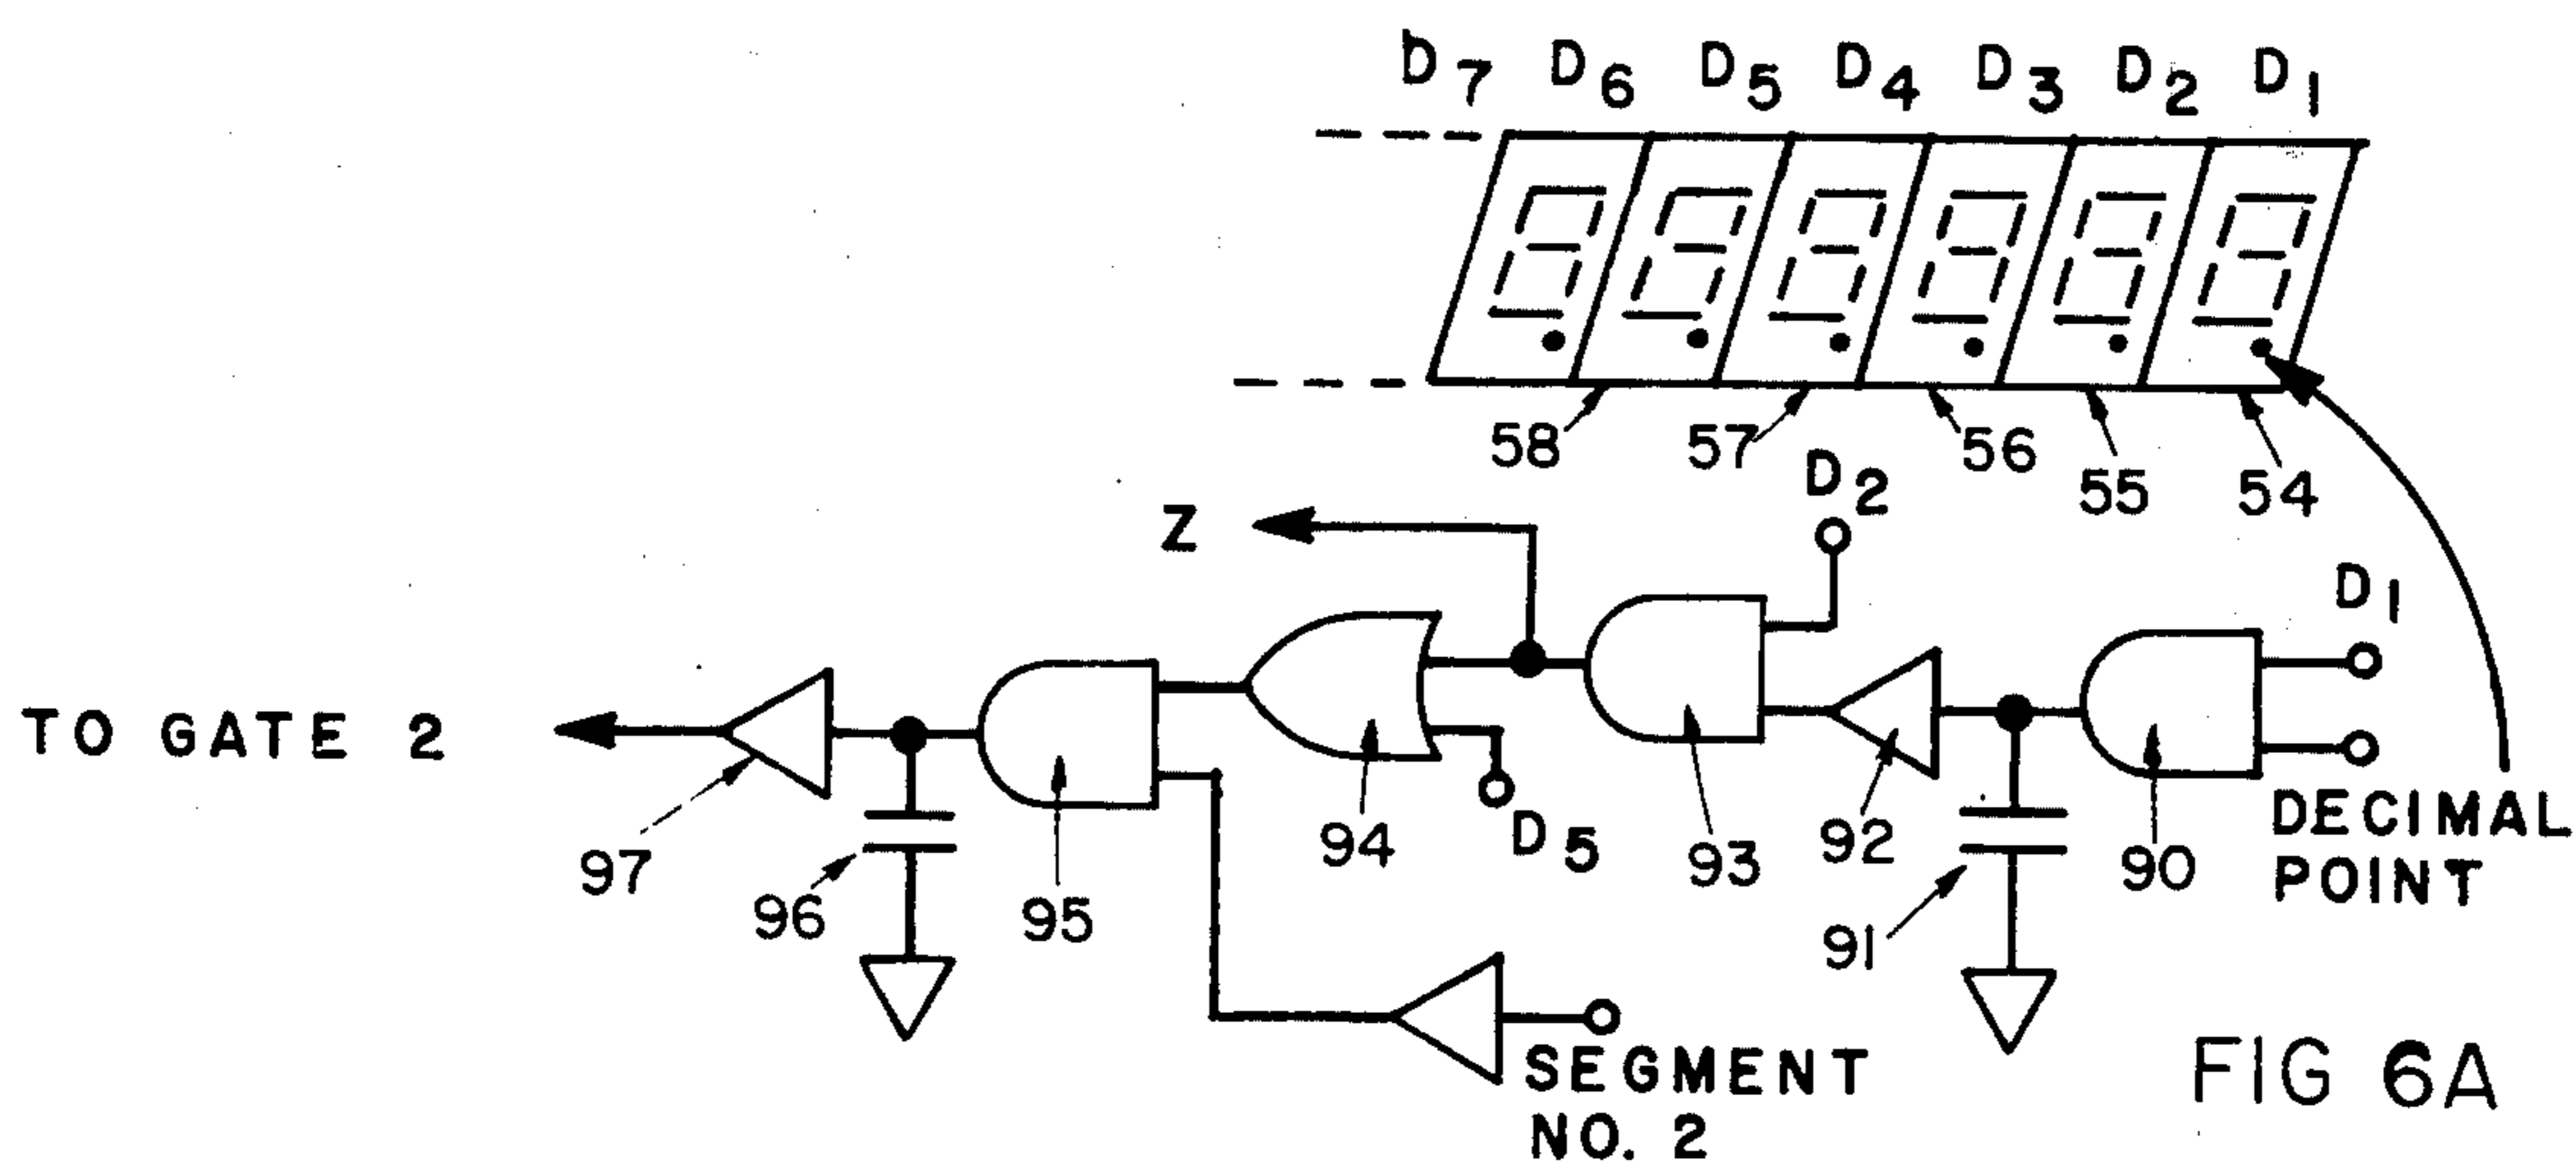 D7 D6 D5 D4 D3 D2 D1
58 57 56 55 54
Z
D2
D1
TO GATE 2
D5
DECIMAL
POINT
97 96 95 94 93 92 91 90
SEGMENT
NO. 2
FIG 6A